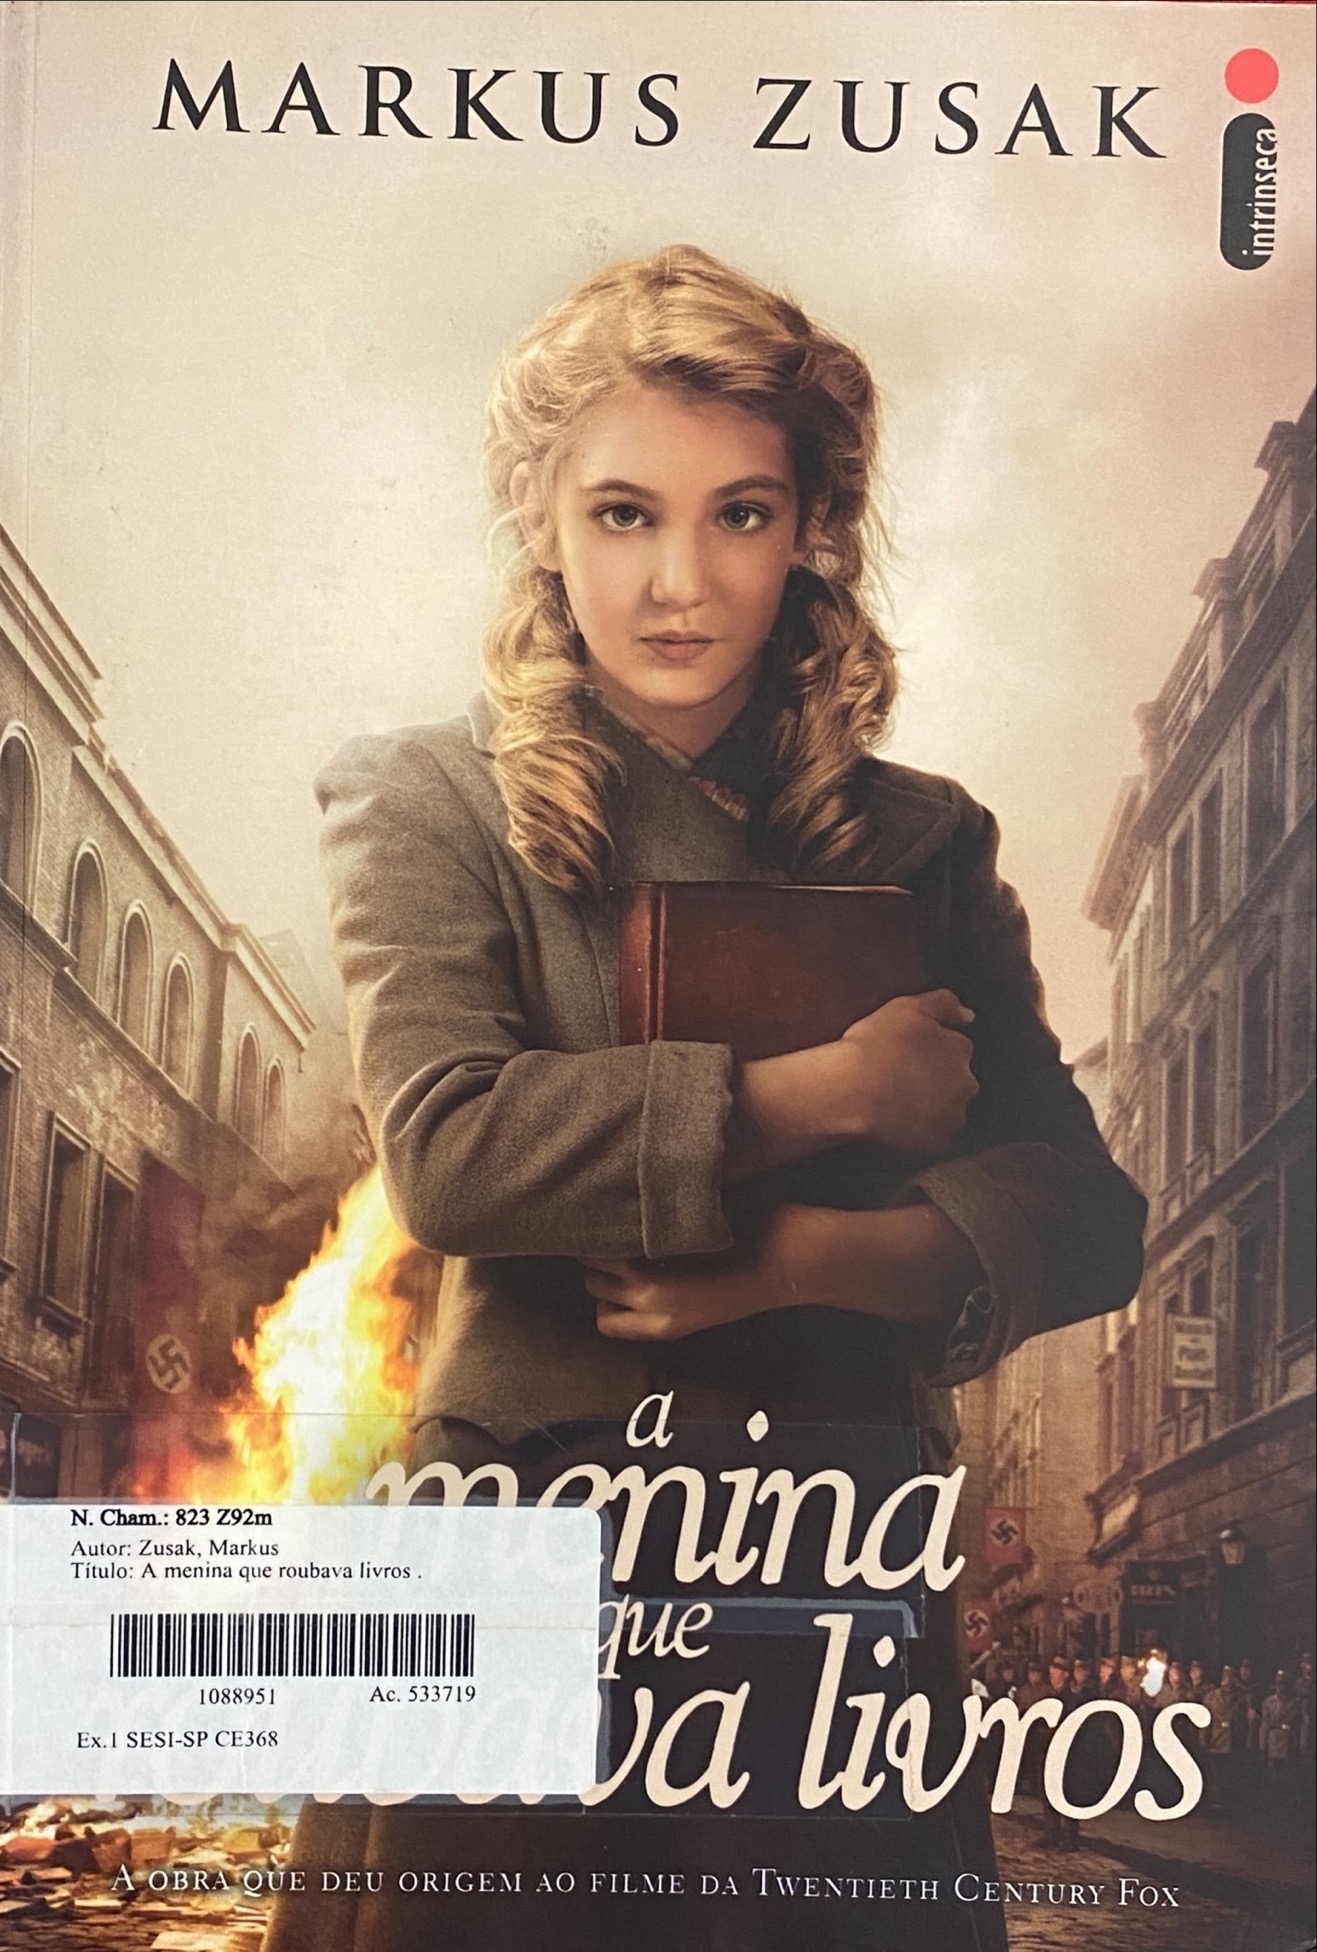 MARKUS ZUSAK
intrínseca
a
menina
que
va livros
N. Cham.: 823 Z92m
Autor: Zusak, Markus
Título: A menina que roubava livros .
1088951 Ac. 533719
Ex.1 SESI-SP CE368
A OBRA QUE DEU ORIGEM AO FILME DA TWENTIETH CENTURY FOX